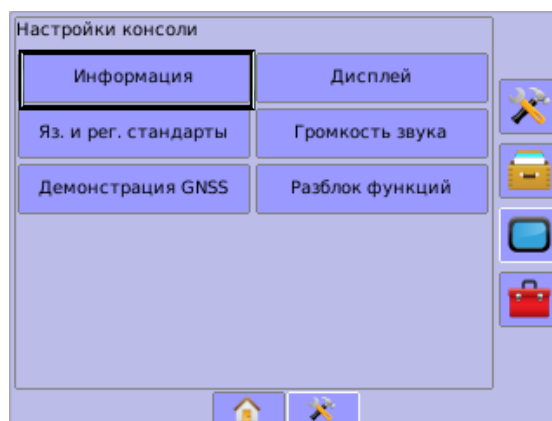 Настройки консоли
Информация
Дисплей
Яз. и рег. стандарты
Громкость звука
Демонстрация GNSS
Разблок функций